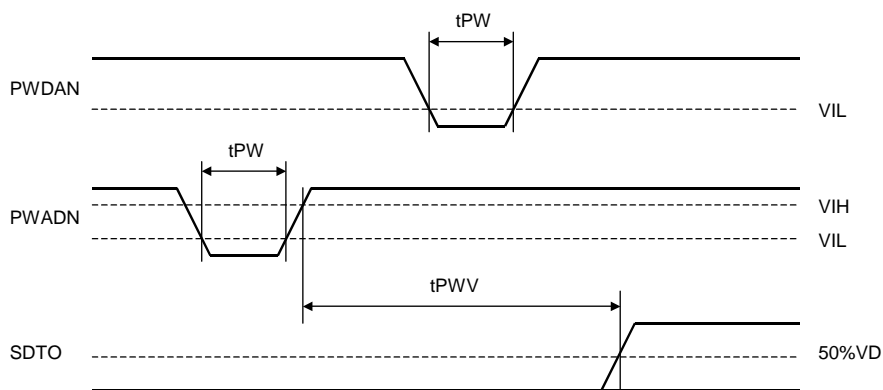 tPW
PWDAN
VIL
tPW
PWADN
VIH
VIL
tPWV
SDTO
50%VD